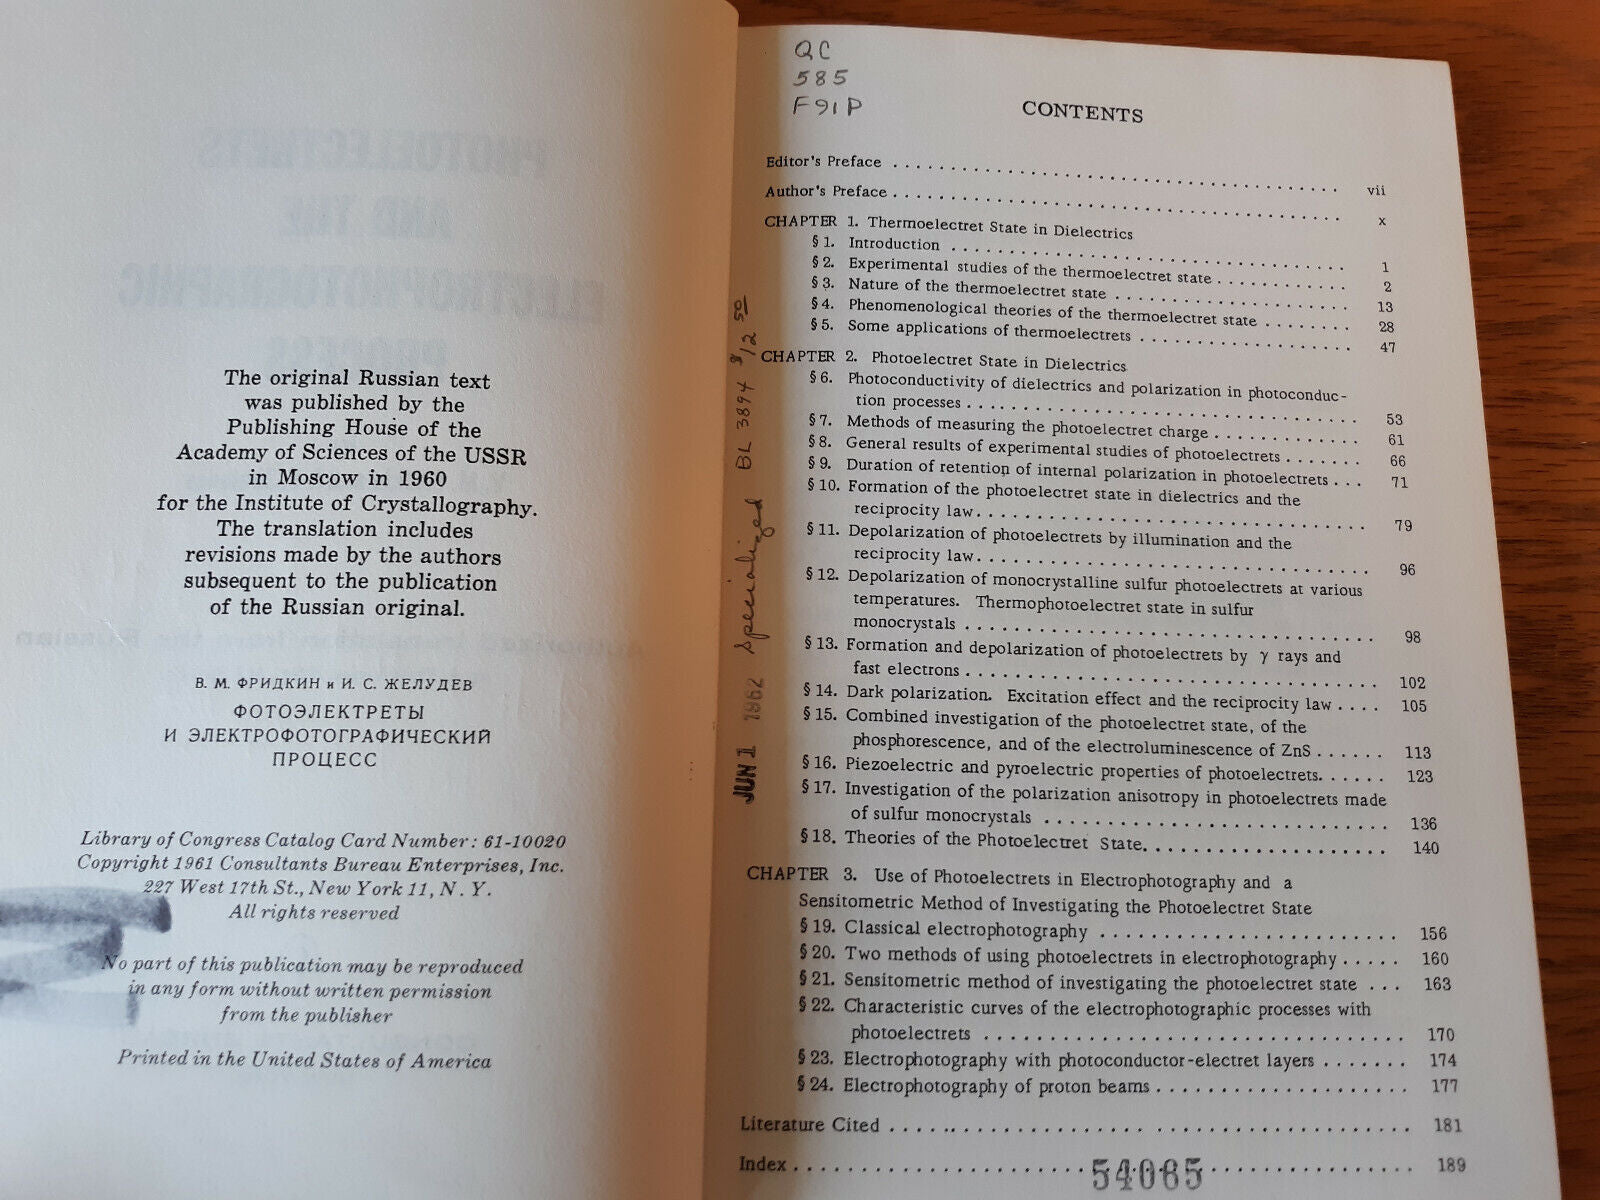 The original Russian text
was published by the
Publishing House of the
Academy of Sciences of the USSR
in Moscow in 1960
for the Institute of Crystallography.
The translation includes
revisions made by the authors
subsequent to the publication
of the Russian original.
В. М. ФРИДКИН и И. С. ЖЕЛУДЕВ
ФОТОЭЛЕКТРЕТЫ
И ЭЛЕКТРОФОТОГРАФИЧЕСКИЙ
ПРОЦЕСС
Library of Congress Catalog Card Number: 61-10020
Copyright 1961 Consultants Bureau Enterprises, Inc.
227 West 17th St., New York 11, N. Y.
All rights reserved
No part of this publication may be reproduced
in any form without written permission
from the publisher
Printed in the United States of America
QC
585
F91P
JUN 1 1962 Specialized BL 3894 $12 50
CONTENTS
Editor's Preface . . . . . . . . . . vii
Author's Preface . . . . . . . . . . x
CHAPTER 1. Thermoelectret State in Dielectrics
§ 1. Introduction . . . . . . . . . . 1
§ 2. Experimental studies of the thermoelectret state . . . . . . . . . . 2
§ 3. Nature of the thermoelectret state . . . . . . . . . . 13
§ 4. Phenomenological theories of the thermoelectret state . . . . . . . . 28
§ 5. Some applications of thermoelectrets . . . . . . . . . . 47
CHAPTER 2. Photoelectret State in Dielectrics
§ 6. Photoconductivity of dielectrics and polarization in photoconduc-
tion processes . . . . . . . . . . 53
§ 7. Methods of measuring the photoelectret charge . . . . . . . . . . 61
§ 8. General results of experimental studies of photoelectrets . . . . . . . 66
§ 9. Duration of retention of internal polarization in photoelectrets . . . 71
§ 10. Formation of the photoelectret state in dielectrics and the
reciprocity law. . . . . . . . . . . 79
§ 11. Depolarization of photoelectrets by illumination and the
reciprocity law. . . . . . . . . . . 96
§ 12. Depolarization of monocrystalline sulfur photoelectrets at various
temperatures. Thermophotoelectret state in sulfur
monocrystals . . . . . . . . . . 98
§ 13. Formation and depolarization of photoelectrets by γ rays and
fast electrons . . . . . . . . . . 102
§ 14. Dark polarization. Excitation effect and the reciprocity law . . . . 105
§ 15. Combined investigation of the photoelectret state, of the
phosphorescence, and of the electroluminescence of ZnS . . . . . . 113
§ 16. Piezoelectric and pyroelectric properties of photoelectrets. . . . . . 123
§ 17. Investigation of the polarization anisotropy in photoelectrets made
of sulfur monocrystals . . . . . . . . . . 136
§ 18. Theories of the Photoelectret State. . . . . . . . . . . 140
CHAPTER 3. Use of Photoelectrets in Electrophotography and a
Sensitometric Method of Investigating the Photoelectret State
§ 19. Classical electrophotography . . . . . . . . . . 156
§ 20. Two methods of using photoelectrets in electrophotography . . . . . 160
§ 21. Sensitometric method of investigating the photoelectret state . . . 163
§ 22. Characteristic curves of the electrophotographic processes with
photoelectrets . . . . . . . . . . 170
§ 23. Electrophotography with photoconductor-electret layers . . . . . . . 174
§ 24. Electrophotography of proton beams . . . . . . . . . . 177
Literature Cited . . . . . . . . . . 181
Index . . . . . . . . . . 189
54065